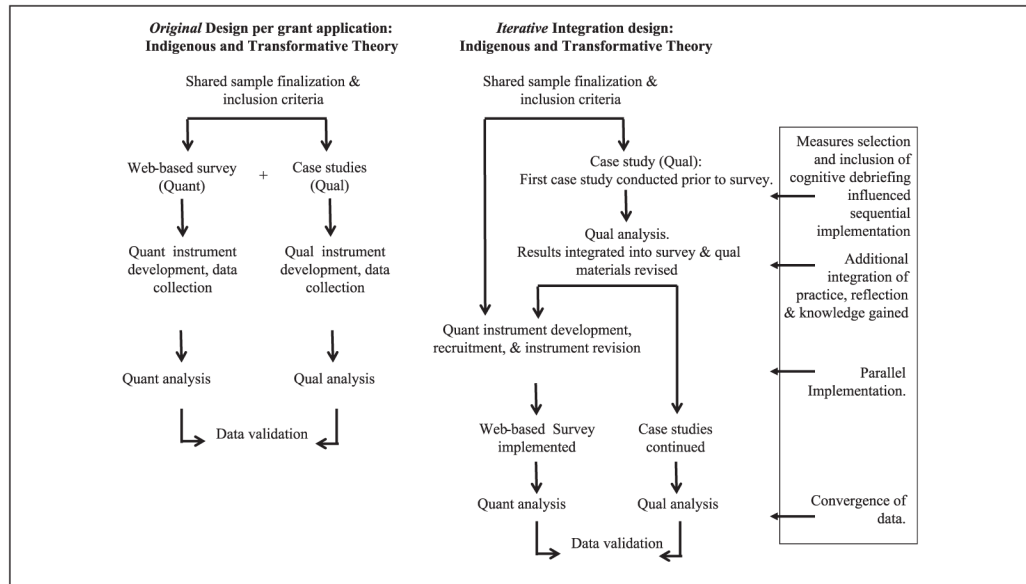 Original Design per grant application:
Indigenous and Transformative Theory
Shared sample finalization &
inclusion criteria
Web-based survey
(Quant)
+
Case studies
(Qual)
Quant instrument
development, data
collection
Qual instrument
development, data
collection
Quant analysis
Qual analysis
Data validation
Iterative Integration design:
Indigenous and Transformative Theory
Shared sample finalization &
inclusion criteria
Case study (Qual):
First case study conducted prior to survey.
Qual analysis.
Results integrated into survey & qual
materials revised
Quant instrument development,
recruitment, & instrument revision
Web-based Survey
implemented
Case studies
continued
Quant analysis
Qual analysis
Data validation
Measures selection
and inclusion of
cognitive debriefing
influenced
sequential
implementation
Additional
integration of
practice, reflection
& knowledge gained
Parallel
Implementation.
Convergence of
data.